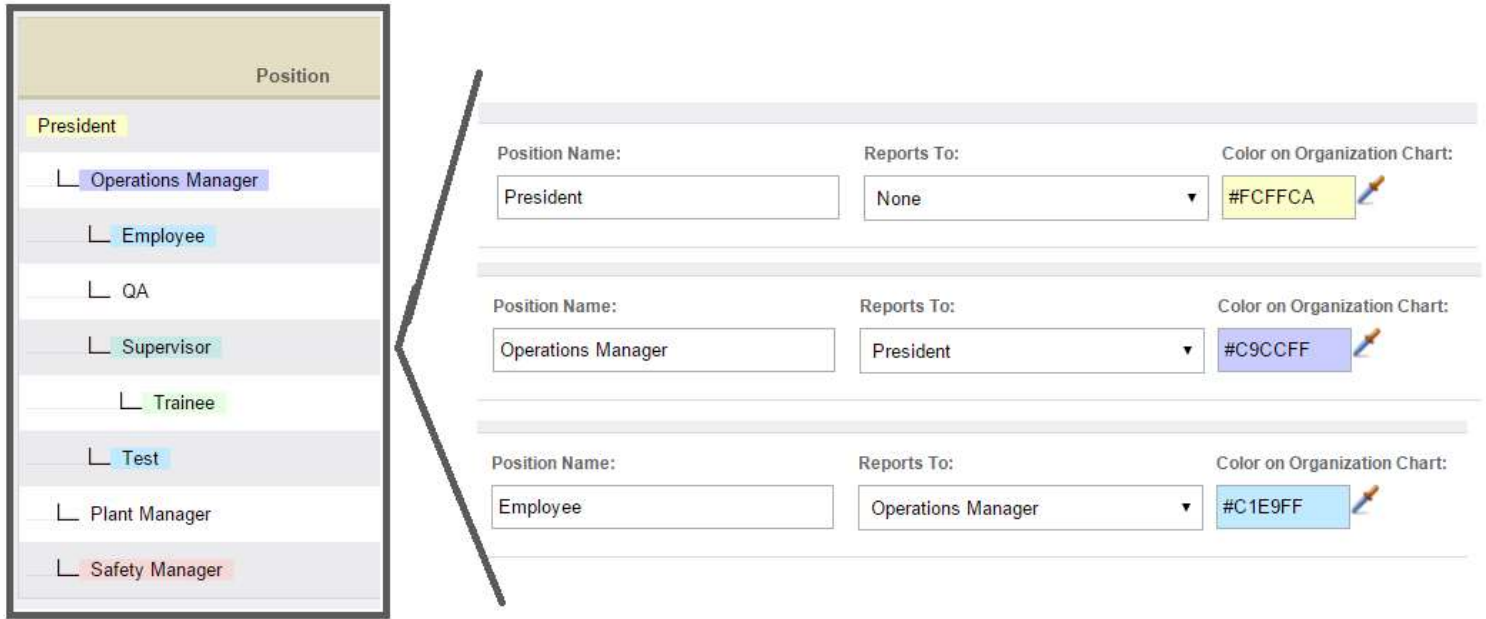 Position
President
Operations Manager
Employee
QA
Supervisor
Trainee
Test
Plant Manager
Safety Manager
Position Name: Reports To: Color on Organization Chart:
President None #FCFFCA
Position Name: Reports To: Color on Organization Chart:
Operations Manager President #C9CCFF
Position Name: Reports To: Color on Organization Chart:
Employee Operations Manager #C1E9FF